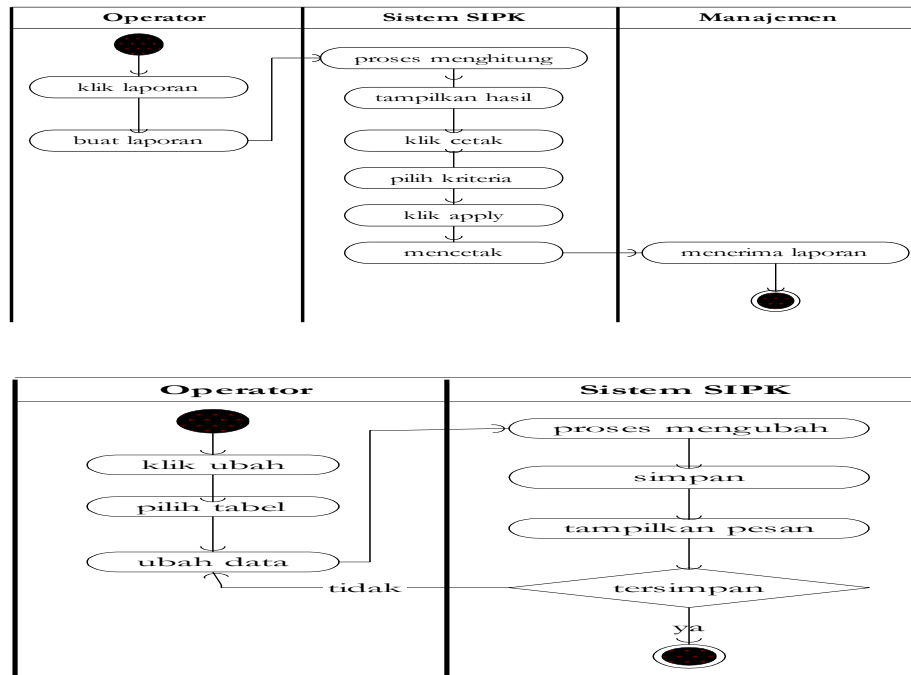 Operator
Sistem SIPK
Manajemen
klik laporan
buat laporan
proses menghitung
tampilkan hasil
klik cetak
pilih kriteria
klik apply
mencetak
menerima laporan
Operator
Sistem SIPK
klik ubah
pilih tabel
ubah data
proses mengubah
simpan
tampilkan pesan
tersimpan
tidak
ya